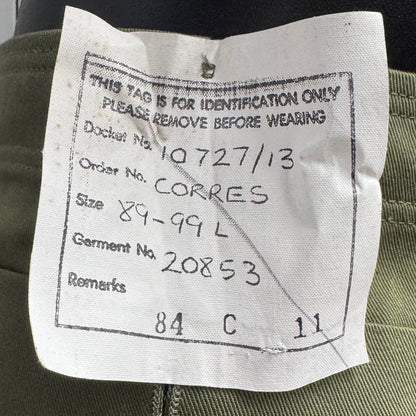 THIS TAG IS FOR IDENTIFICATION ONLY
PLEASE REMOVE BEFORE WEARING
Docket No. 10727/13
Order No. CORRES
Size 89-99 L
Garment No. 20853
Remarks
84 C 11